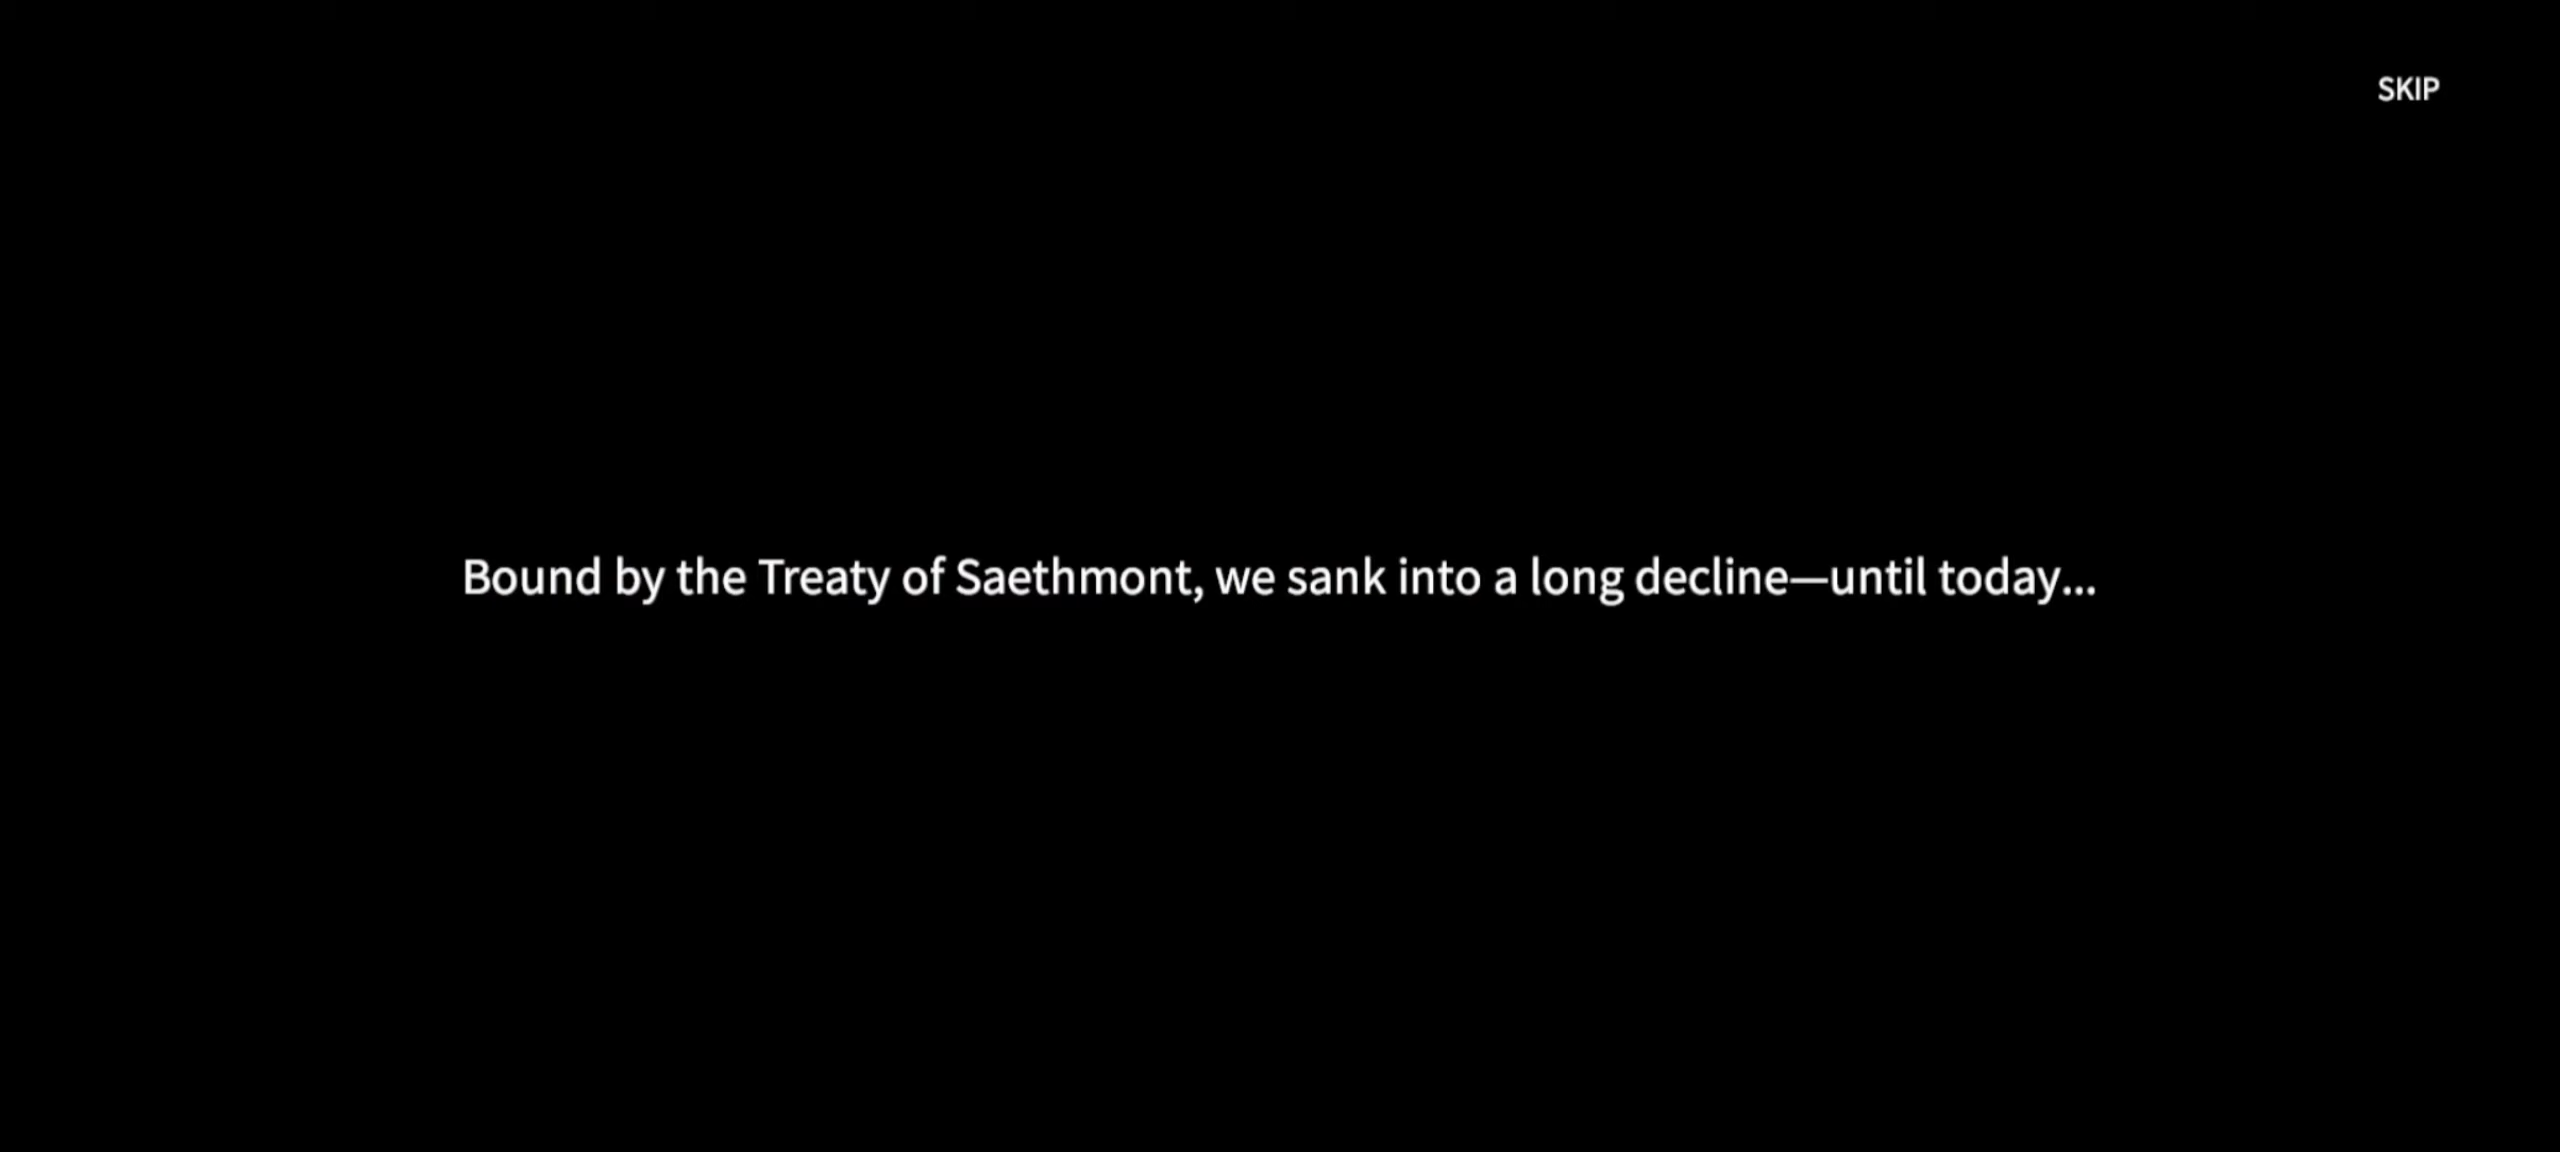 SKIP
Bound by the Treaty of Saethmont, we sank into a long decline—until today...